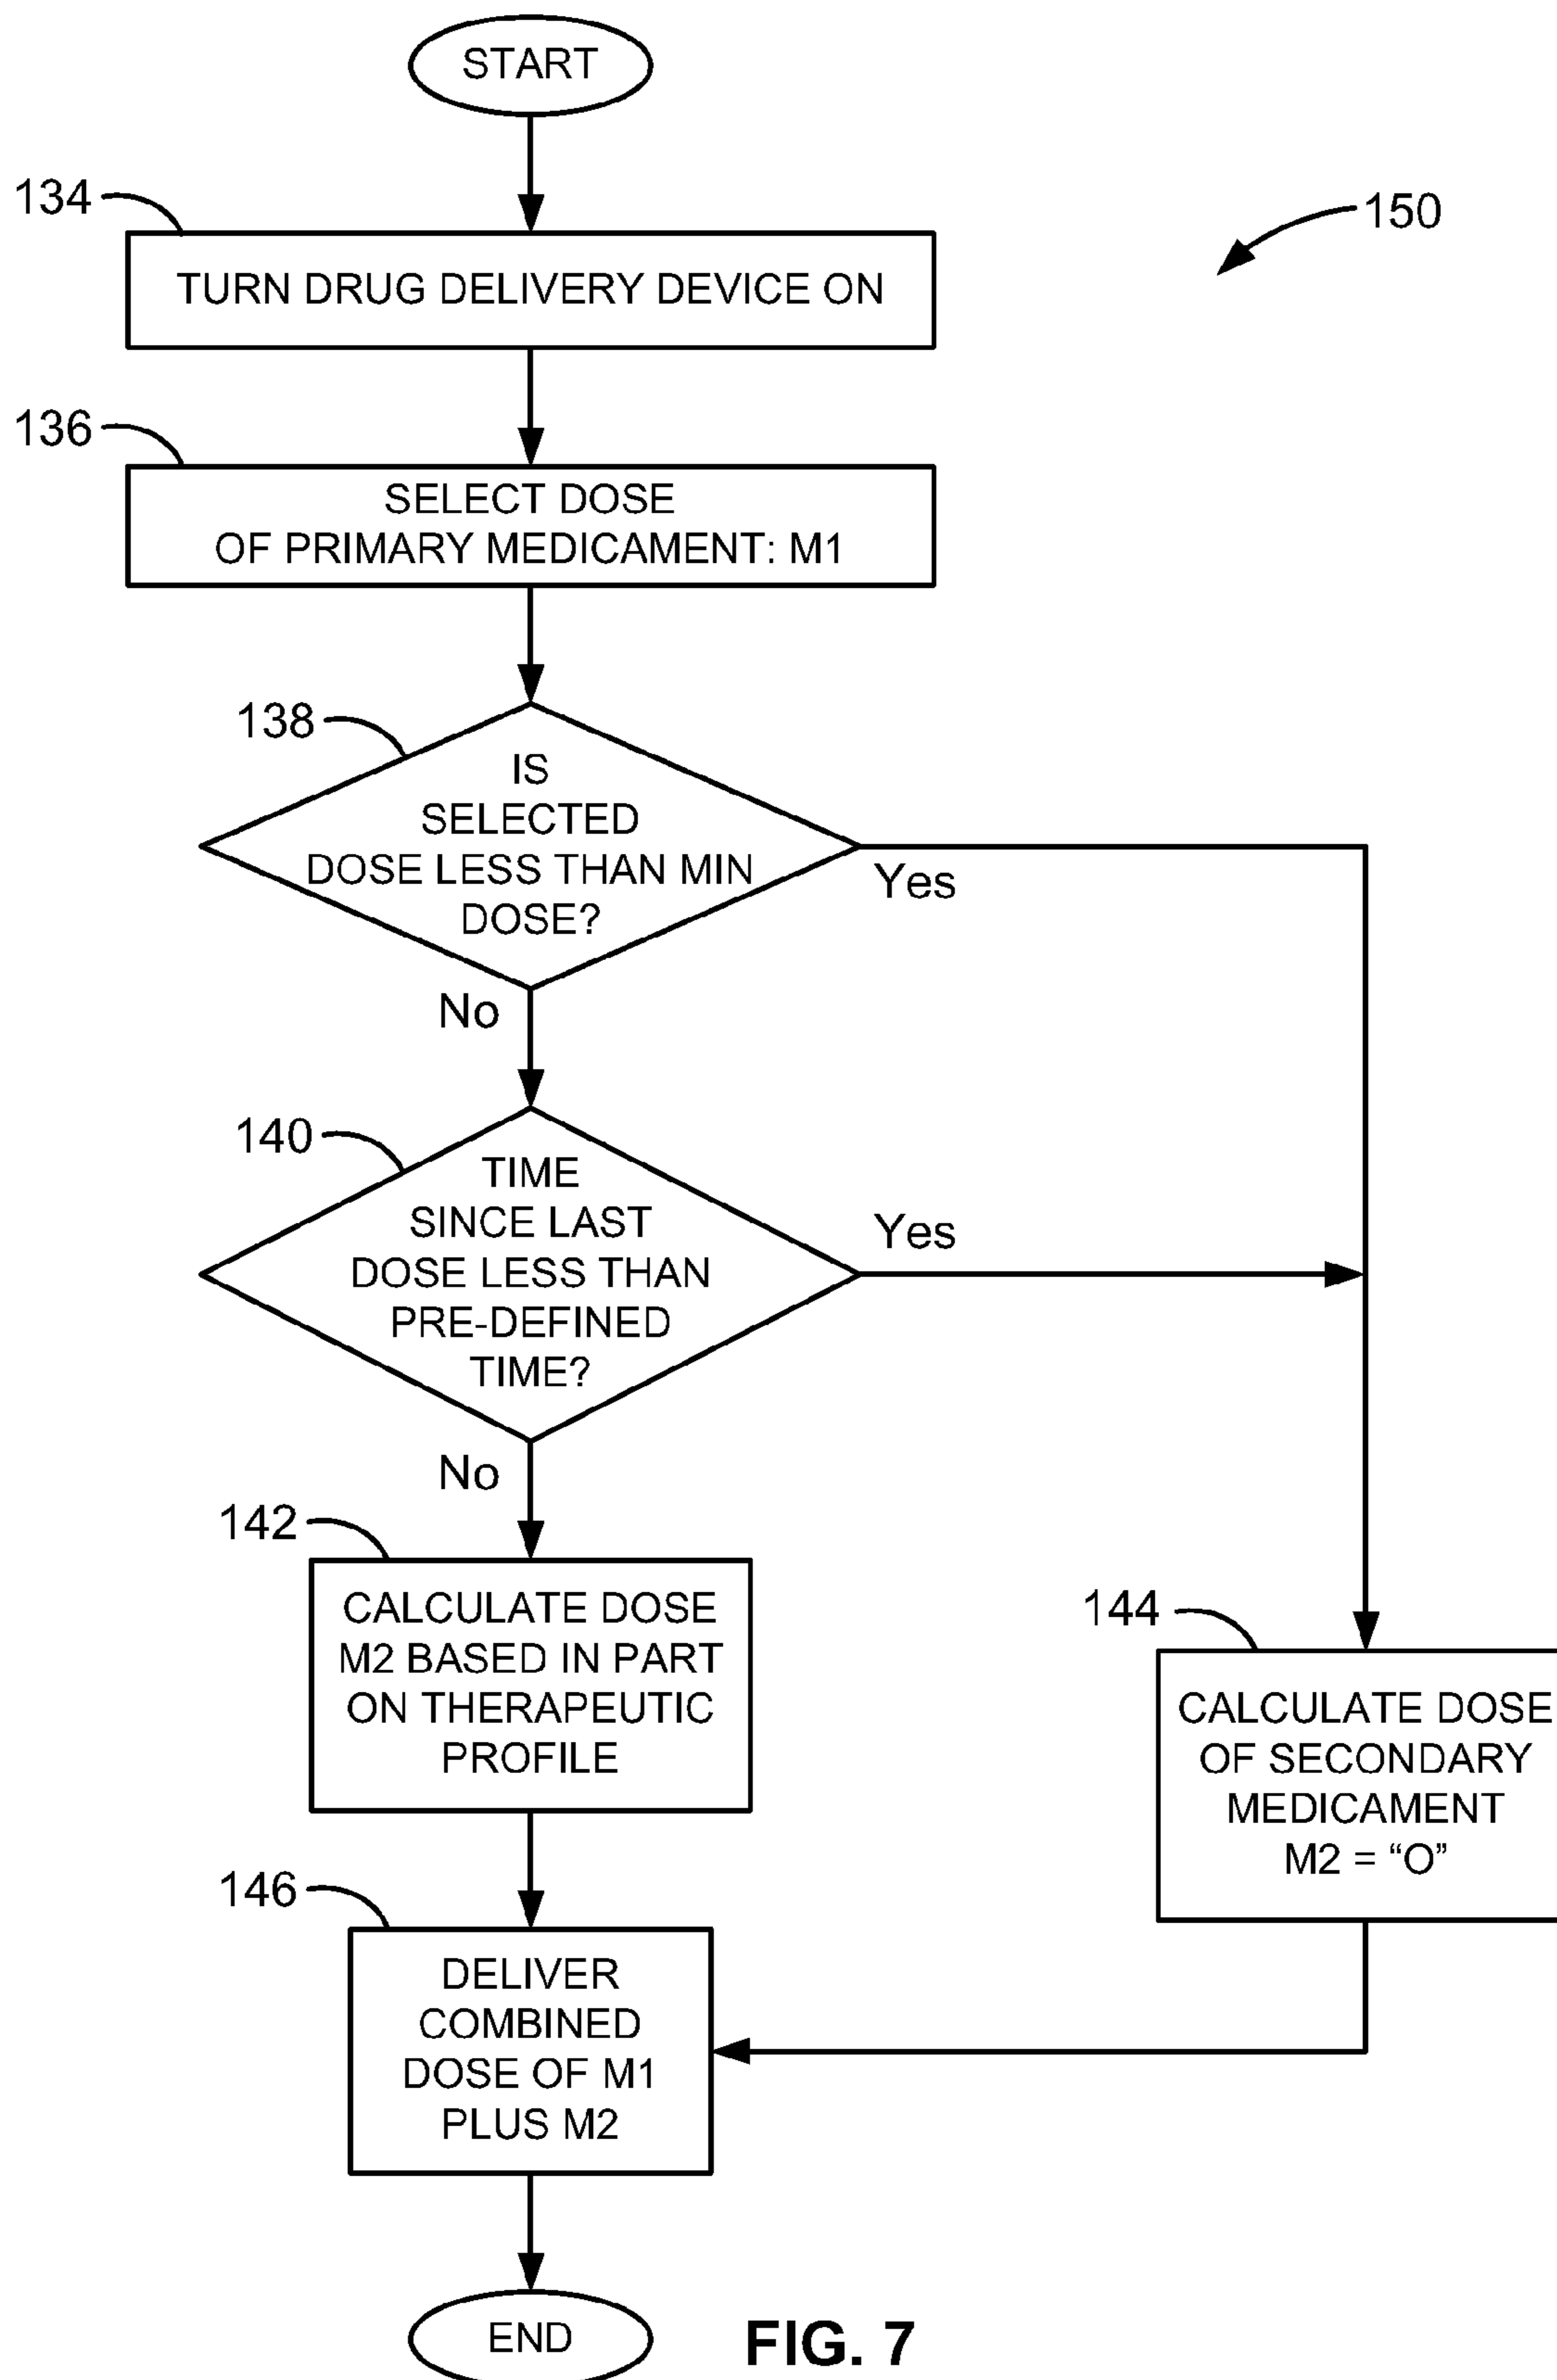 START
134
150
TURN DRUG DELIVERY DEVICE ON
136
SELECT DOSE
OF PRIMARY MEDICAMENT: M1
138
IS
SELECTED
DOSE LESS THAN MIN
DOSE?
Yes
No
140
TIME
SINCE LAST
DOSE LESS THAN
PRE-DEFINED
TIME?
Yes
No
142
CALCULATE DOSE
M2 BASED IN PART
ON THERAPEUTIC
PROFILE
144
CALCULATE DOSE
OF SECONDARY
MEDICAMENT
M2 = “O”
146
DELIVER
COMBINED
DOSE OF M1
PLUS M2
END
FIG. 7